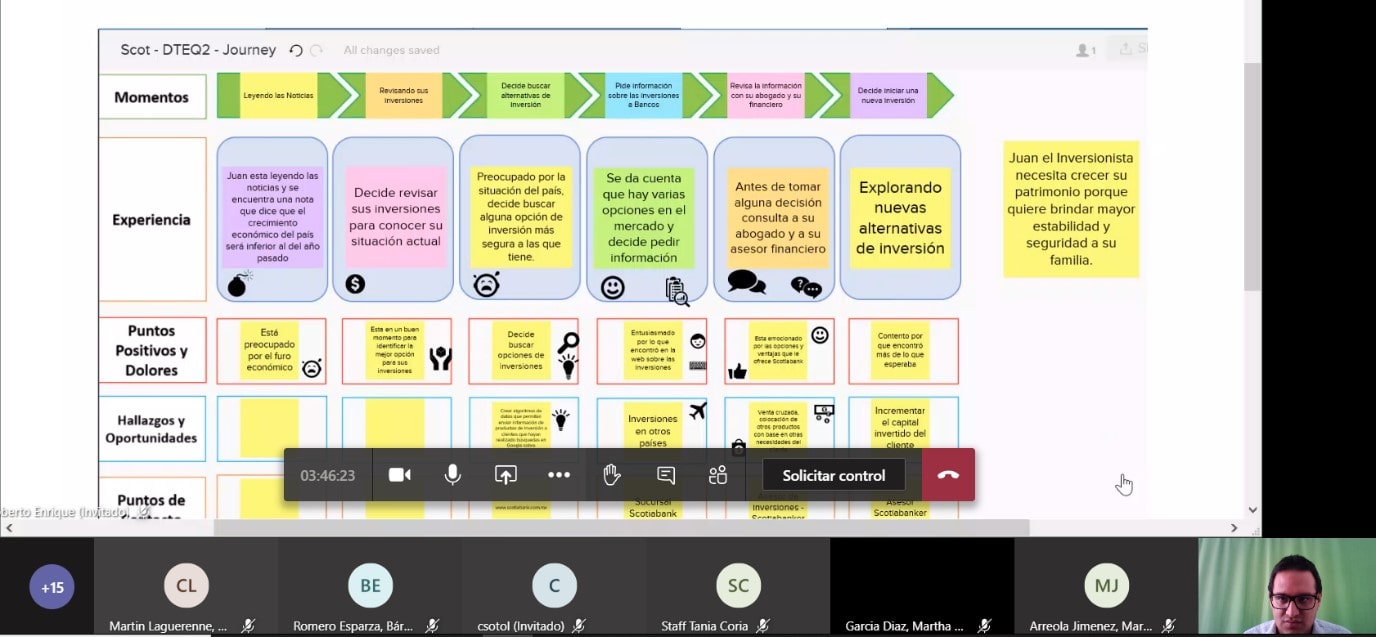 Scot - DTEQ2 - Journey
All changes saved
1
Momentos
Leyendo las Noticias
Revisando sus
Inversiones
Decide buscar
alternativas de
Inversión
Pide información
sobre las inversiones
a Bancos
Revisa la información
con su abogado y su
financiero
Decide iniciar una
nueva inversión
Experiencia
Juan esta leyendo las
noticias y se
encuentra una nota
que dice que el
crecimiento
económico del país
será inferior al del año
pasado
Decide revisar
sus inversiones
para conocer su
situación actual
Preocupado por la
situación del país,
decide buscar
alguna opción de
inversión más
segura a las que
tiene.
Se da cuenta
que hay varias
opciones en el
mercado y
decide pedir
información
Antes de tomar
alguna decisión
consulta a su
abogado y a su
asesor financiero
Explorando
nuevas
alternativas
de inversión
Juan el Inversionista
necesita crecer su
patrimonio porque
quiere brindar mayor
estabilidad y
seguridad a su
familia.
Puntos
Positivos y
Dolores
Está
preocupado
por el furo
económico
Esta en un buen
momento para
identificar la
mejor opción
para sus
inversiones
Decide
buscar
opciones de
inversiones
Entusiasmado
por lo que
encontró en la
web sobre las
inversiones
Esta emocionado
por las opciones y
ventajas que le
ofrece Scotiabank
Contento por
que encontró
más de lo que
esperaba
Hallazgos y
Oportunidades
Crear algoritmos de
datos que permitan
enviar información de
productos de inversión a
clientes que hayan
realizado búsquedas en
Inversiones
en otros
países
Venta cruzada,
colocación de
otros productos
con base en otras
necesidades del
Incrementar
el capital
invertido del
cliente
03:46:23
Solicitar control
Puntos de
www.scotiabank.com.mx
Sucursal
Scotiabank
Asesor de
Inversiones -
Scotiabanker
Asesor
Scotiabanker
berto Enrique (Invitado)
+15
CL
Martin Laguerenne, ...
BE
Romero Esparza, Bár...
C
csotol (Invitado)
SC
Staff Tania Coria
Garcia Diaz, Martha ...
MJ
Arreola Jimenez, Mar...